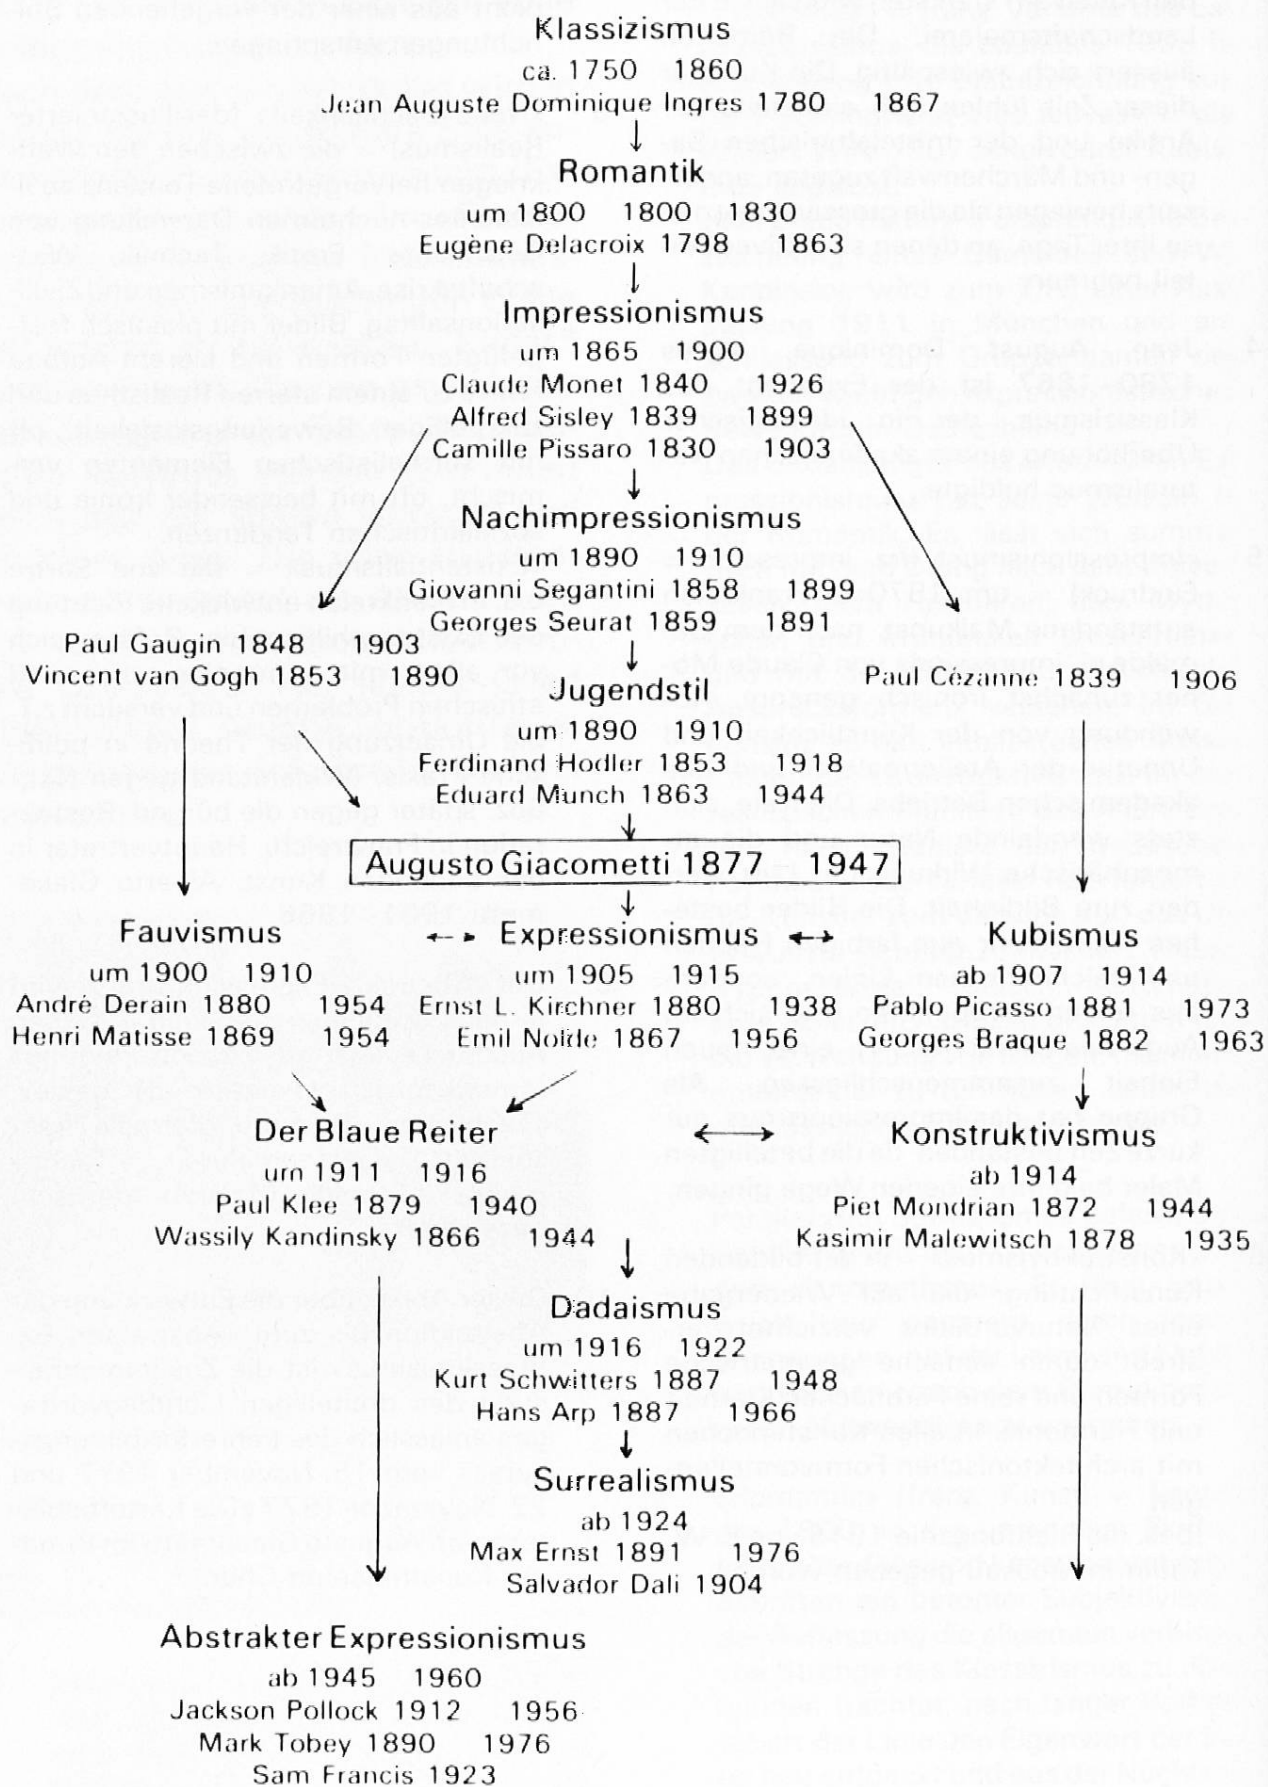 Klassizismus
ca. 1750 1860
Jean Auguste Dominique Ingres 1780 1867
Romantik
um 1800 1800 1830
Eugène Delacroix 1798 1863
Impressionismus
um 1865 1900
Claude Monet 1840 1926
Alfred Sisley 1839 1899
Camille Pissaro 1830 1903
Nachimpressionismus
um 1890 1910
Giovanni Segantini 1858 1899
Georges Seurat 1859 1891
Paul Gaugin 1848 1903
Vincent van Gogh 1853 1890
Paul Cézanne 1839 1906
Jugendstil
um 1890 1910
Ferdinand Hodler 1853 1918
Eduard Munch 1863 1944
Augusto Giacometti 1877 1947
Fauvismus
um 1900 1910
André Derain 1880 1954
Henri Matisse 1869 1954
Expressionismus
um 1905 1915
Ernst L. Kirchner 1880 1938
Emil Nolde 1867 1956
Kubismus
ab 1907 1914
Pablo Picasso 1881 1973
Georges Braque 1882 1963
Der Blaue Reiter
um 1911 1916
Paul Klee 1879 1940
Wassily Kandinsky 1866 1944
Konstruktivismus
ab 1914
Piet Mondrian 1872 1944
Kasimir Malewitsch 1878 1935
Dadaismus
um 1916 1922
Kurt Schwitters 1887 1948
Hans Arp 1887 1966
Surrealismus
ab 1924
Max Ernst 1891 1976
Salvador Dali 1904
Abstrakter Expressionismus
ab 1945 1960
Jackson Pollock 1912 1956
Mark Tobey 1890 1976
Sam Francis 1923